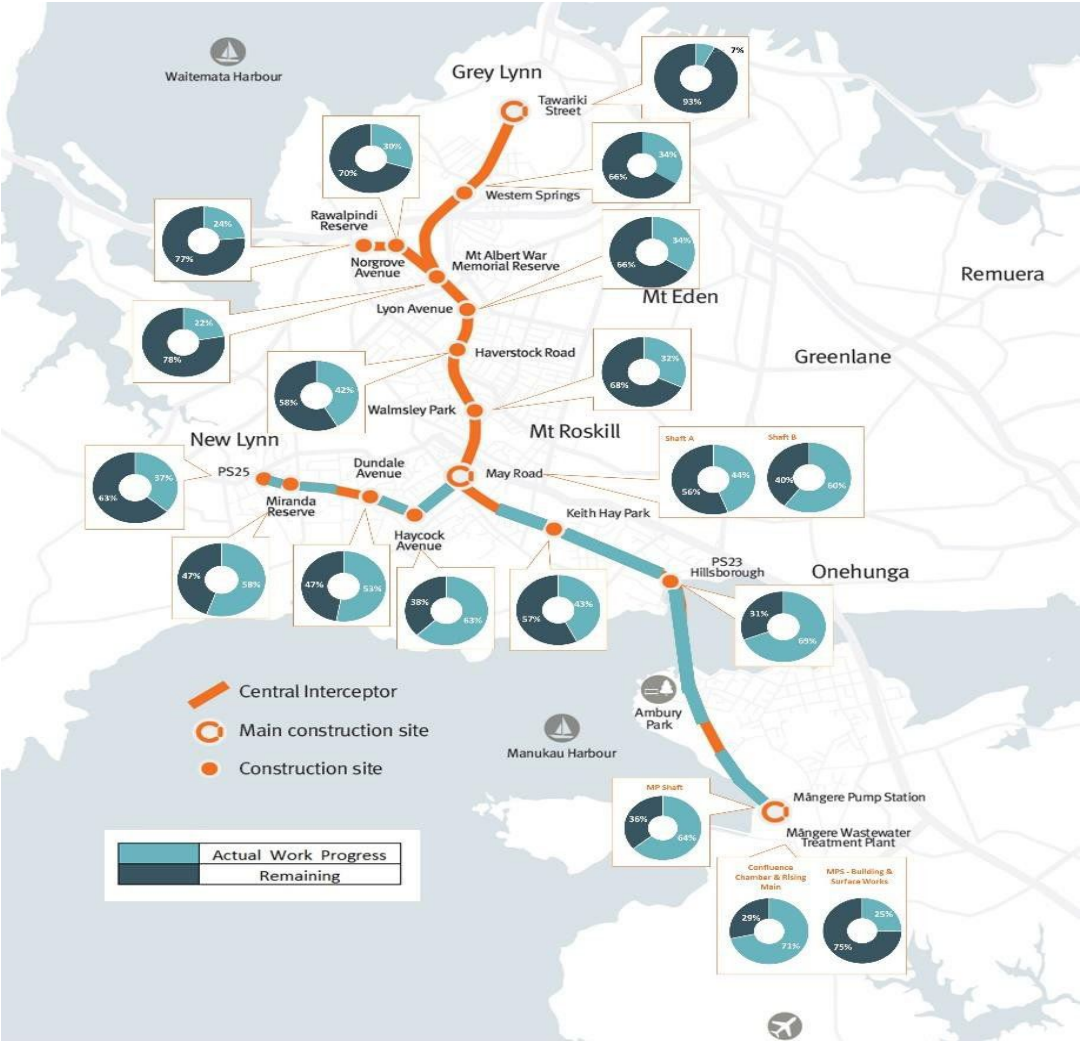 Waitemata Harbour
Grey Lynn
Tawariki
Street
7%
93%
30%
70%
34%
66%
Western Springs
Rawalpindi
Reserve
24%
77%
Norgrove
Avenue
Mt Albert War
Memorial Reserve
34%
66%
Remuera
Mt Eden
Lyon Avenue
22%
78%
Haverstock Road
Greenlane
32%
68%
42%
58%
Walmsley Park
Mt Roskill
New Lynn
Shaft A
Shaft B
44%
56%
60%
40%
May Road
PS25
37%
63%
Dundale
Avenue
Miranda
Reserve
Keith Hay Park
Haycock
Avenue
PS23
Hillsborough
Onehunga
47%
58%
47%
53%
38%
63%
43%
57%
31%
69%
Central Interceptor
Main construction site
Construction site
Ambury
Park
Manukau Harbour
MP Shaft
36%
64%
Mângere Pump Station
Mângere Wastewater
Treatment Plant
Actual Work Progress
Remaining
Confluence
Chamber & Rising
Main
MPS - Building &
Surface Works
29%
71%
25%
75%